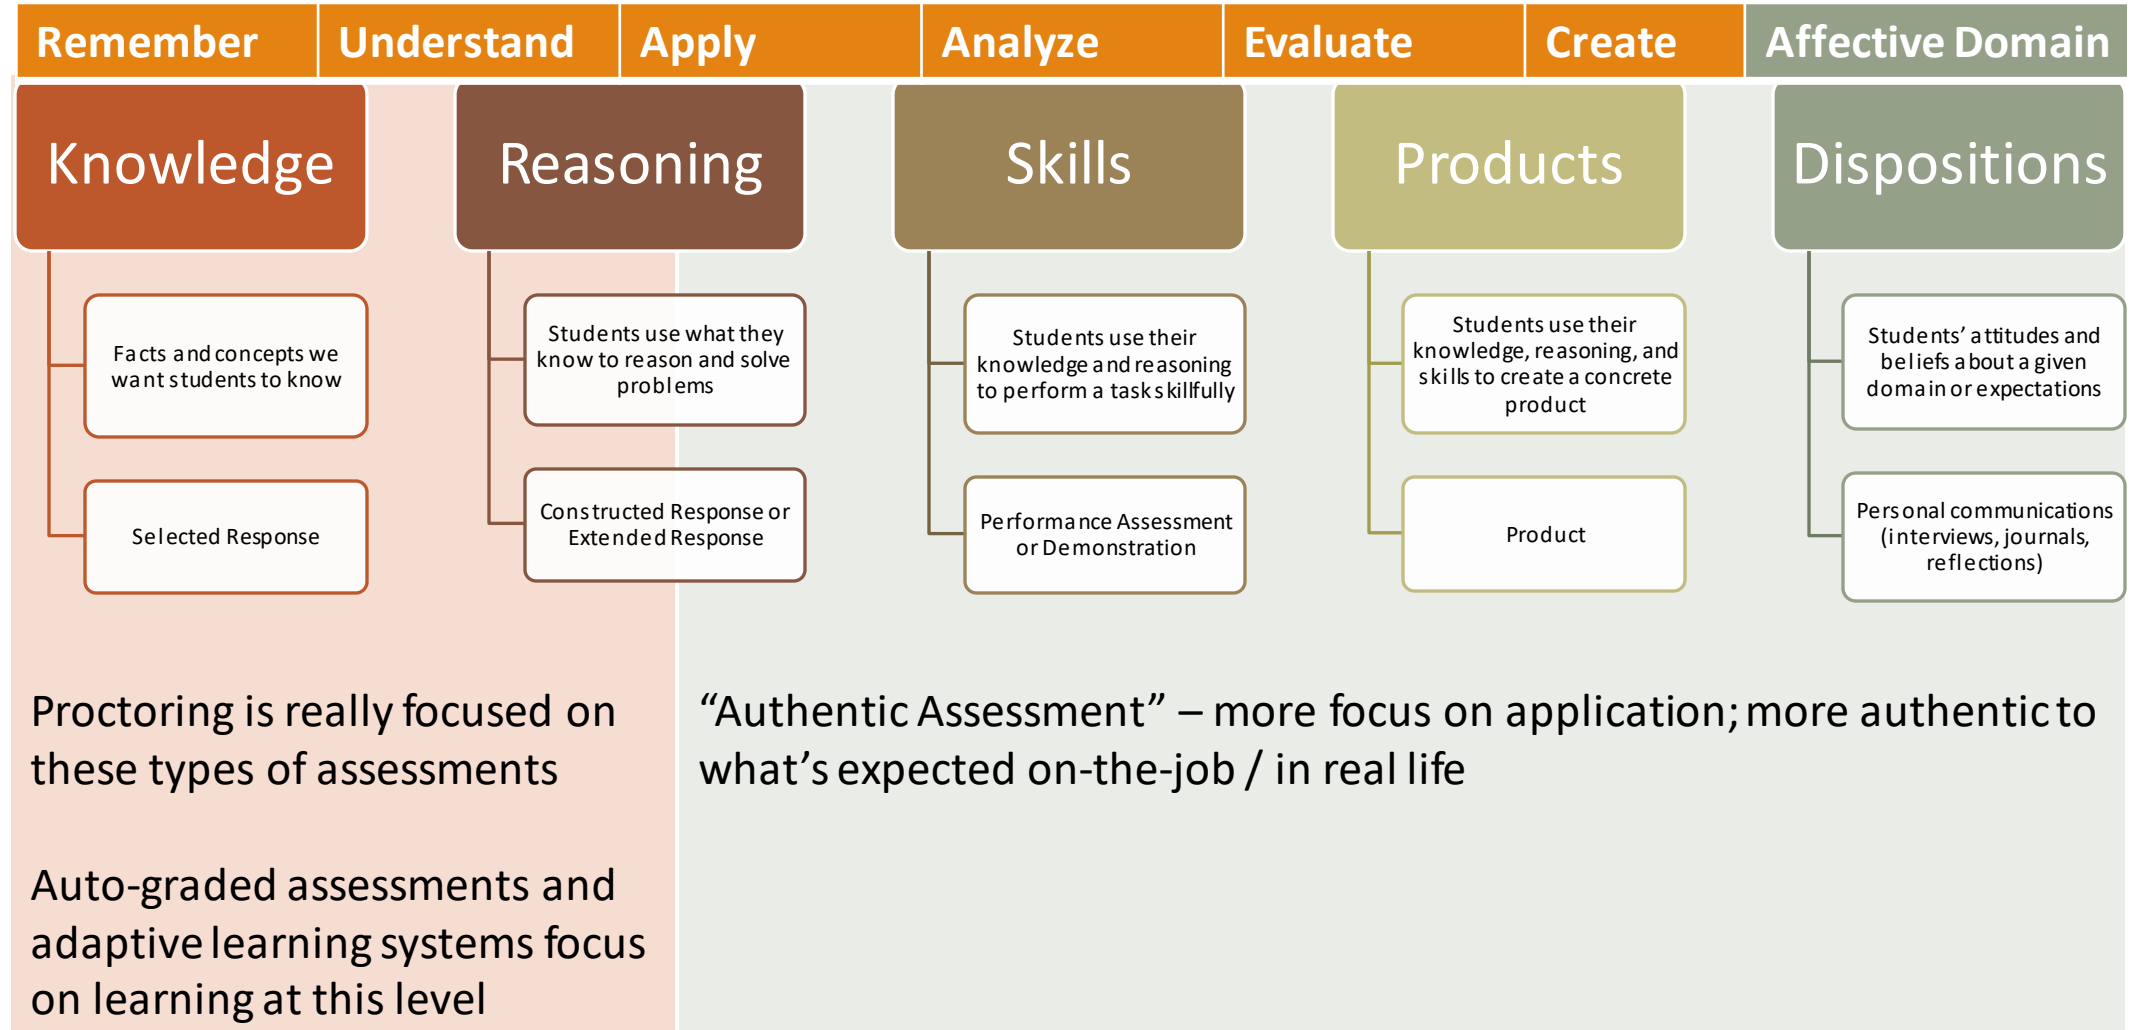 Remember
Understand
Apply
Analyze
Evaluate
Create
Affective Domain
Knowledge
Facts and concepts we
want students to know
Selected Response
Reasoning
Students use what they
know to reason and solve
problems
Constructed Response or
Extended Response
Skills
Students use their
knowledge and reasoning
to perform a task skillfully
Performance Assessment
or Demonstration
Products
Students use their
knowledge, reasoning, and
skills to create a concrete
product
Product
Dispositions
Students’ attitudes and
beliefs about a given
domain or expectations
Personal communications
(interviews, journals,
reflections)
Proctoring is really focused on
these types of assessments
Auto-graded assessments and
adaptive learning systems focus
on learning at this level
“Authentic Assessment” – more focus on application; more authentic to
what’s expected on-the-job / in real life